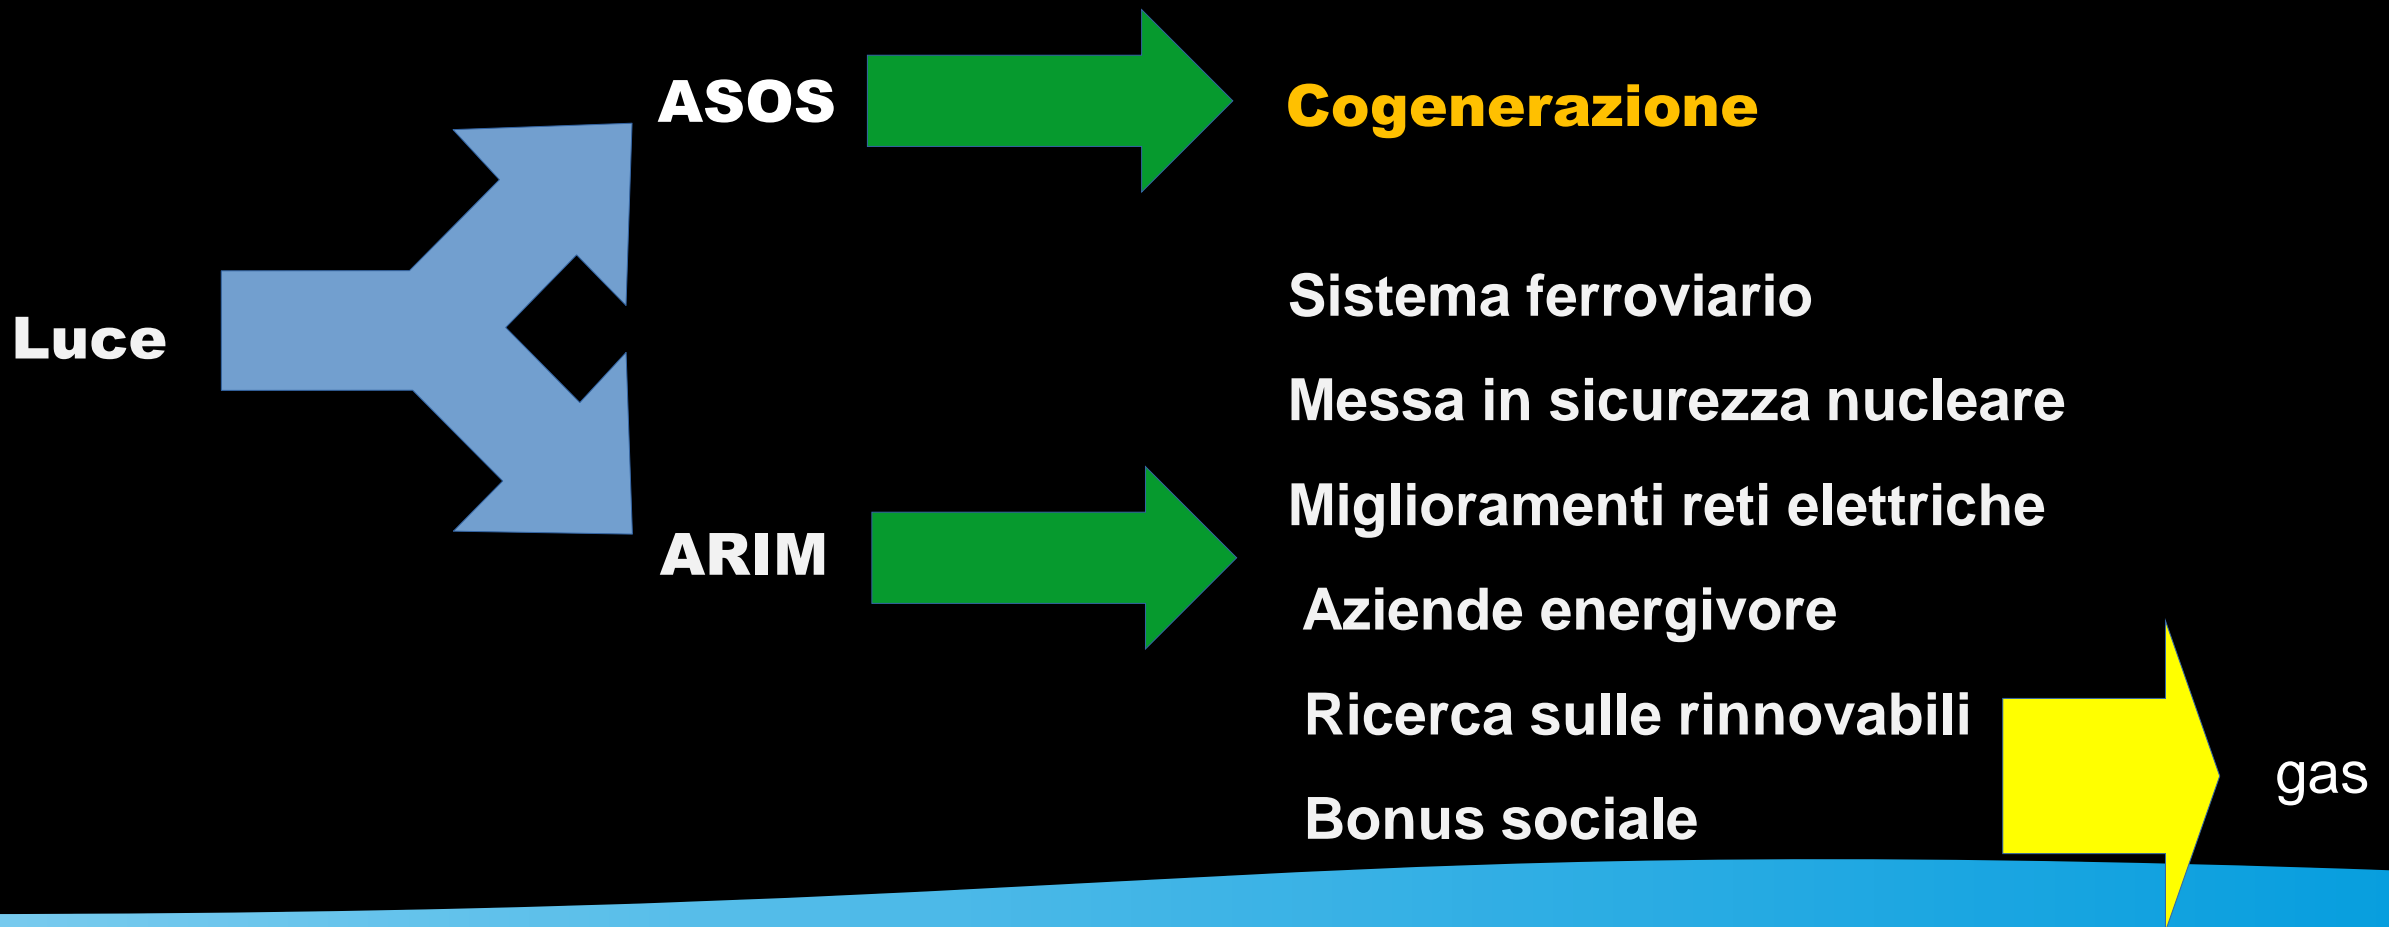 ASOS
Cogenerazione
Luce
Sistema ferroviario
Messa in sicurezza nucleare
Miglioramenti reti elettriche
ARIM
Aziende energivore
Ricerca sulle rinnovabili
Bonus sociale
gas